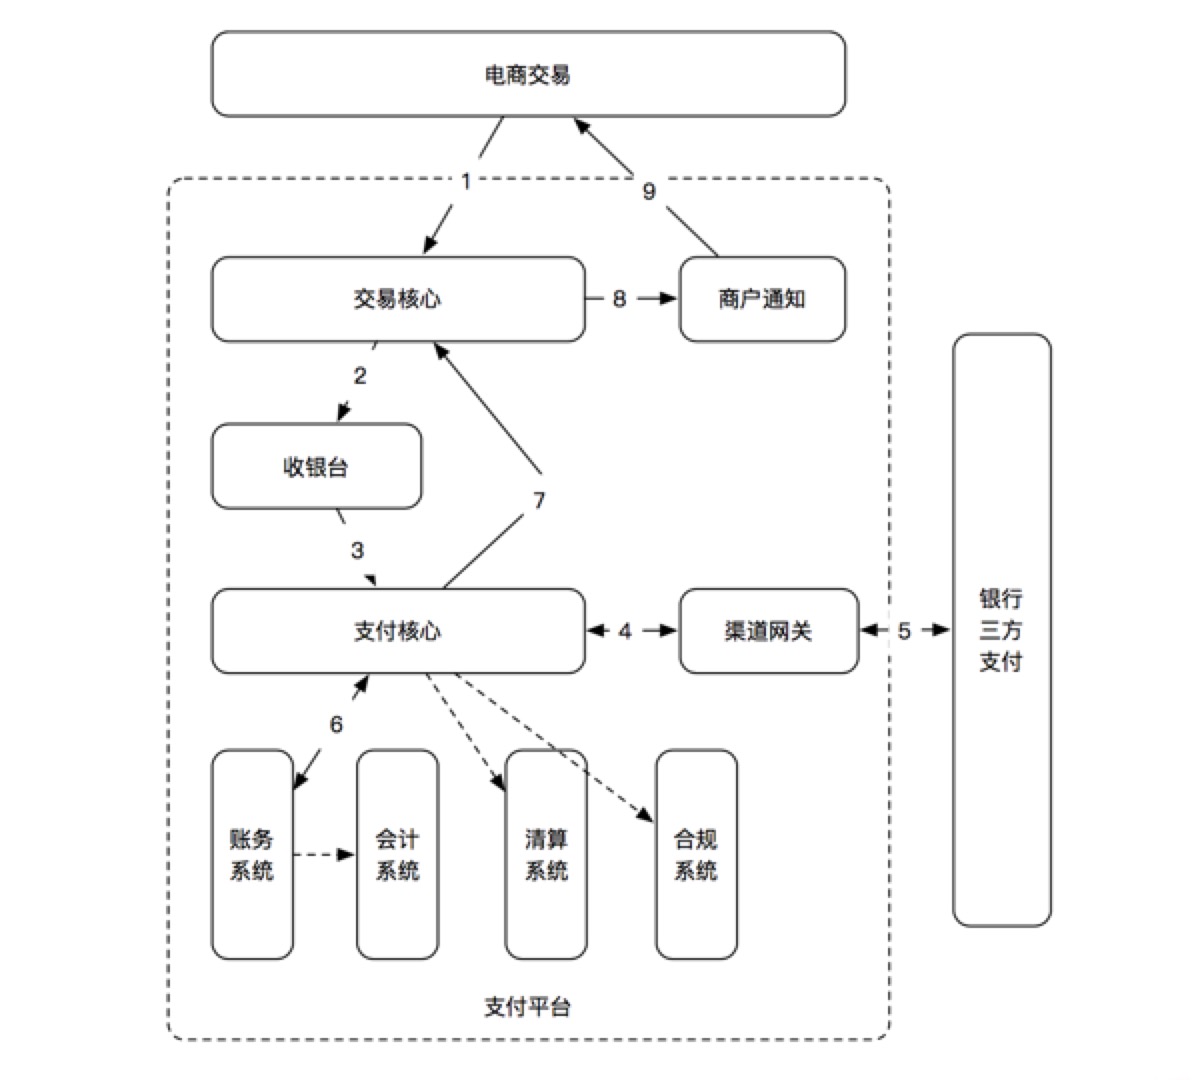 电商交易
1
9
交易核心
8
商户通知
2
收银台
7
3
支付核心
4
渠道网关
5
银行
三方
支付
6
账务
系统
会计
系统
清算
系统
合规
系统
支付平台